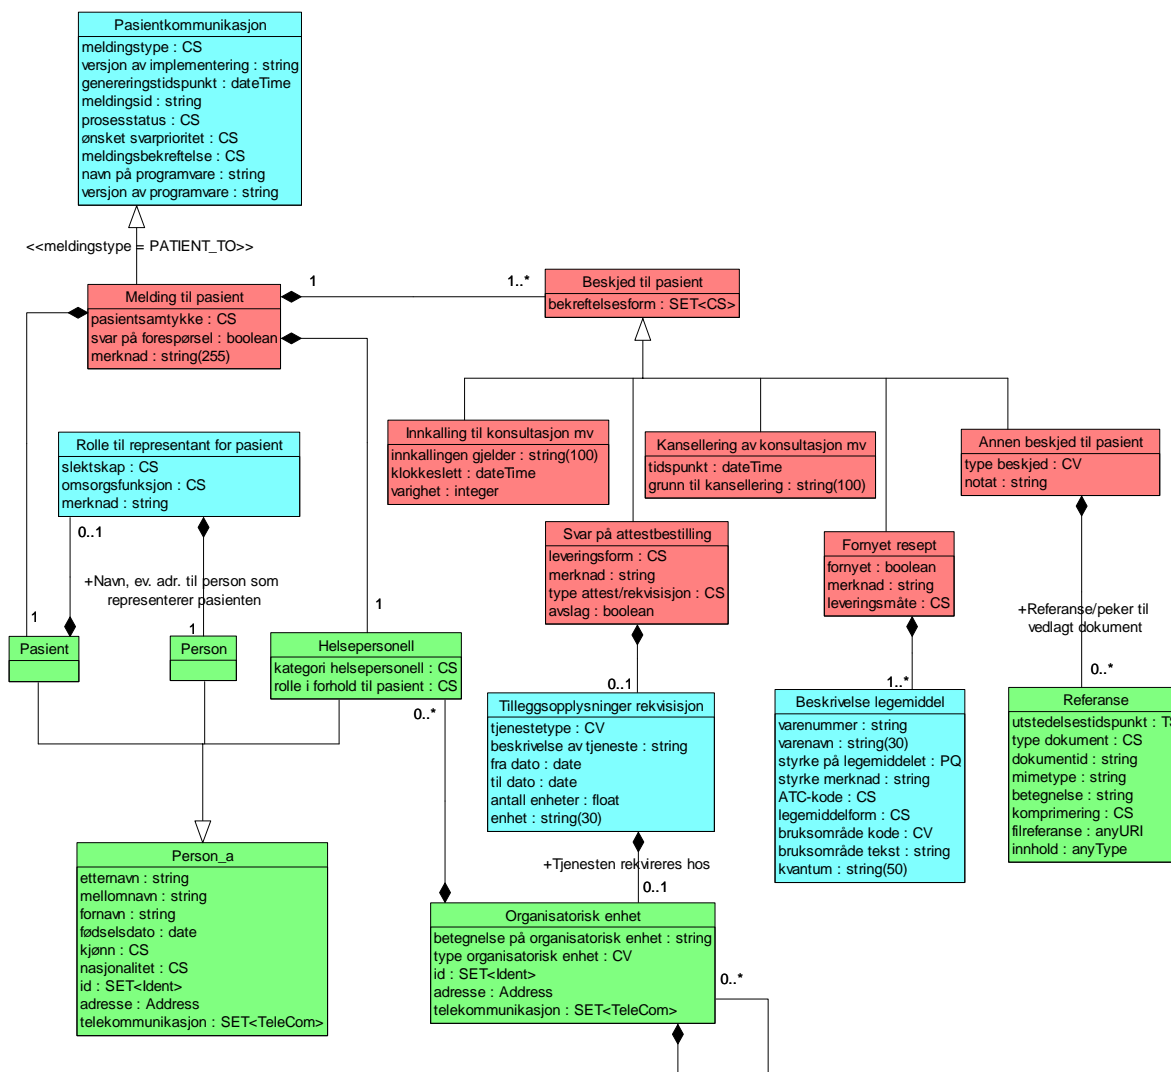 Pasientkommunikasjon
meldingstype : CS
versjon av implementering : string
genereringstidspunkt : dateTime
meldingsid : string
prosesstatus : CS
ønsket svarprioritet : CS
meldingsbekreftelse : CS
navn på programvare : string
versjon av programvare : string
<<meldingstype = PATIENT_TO>>
Melding til pasient
pasientsamtykke : CS
svar på forespørsel : boolean
merknad : string(255)
1
1..*
Beskjed til pasient
bekreftelsesform : SET<CS>
Innkalling til konsultasjon mv
innkallingen gjelder : string(100)
klokkeslett : dateTime
varighet : integer
Kansellering av konsultasjon mv
tidspunkt : dateTime
grunn til kansellering : string(100)
Annen beskjed til pasient
type beskjed : CV
notat : string
Rolle til representant for pasient
slektskap : CS
omsorgsfunksjon : CS
merknad : string
0..1
Svar på attestbestilling
leveringsform : CS
merknad : string
type attest/rekvisisjon : CS
avslag : boolean
Fornyet resept
fornyet : boolean
merknad : string
leveringsmåte : CS
+Navn, ev. adr. til person som
representerer pasienten
+Referanse/peker til
vedlagt dokument
1
1
1
Pasient
Person
Helsepersonell
kategori helsepersonell : CS
rolle i forhold til pasient : CS
0..*
0..1
1..*
0..*
Tilleggsopplysninger rekvisisjon
tjenestetype : CV
beskrivelse av tjeneste : string
fra dato : date
til dato : date
antall enheter : float
enhet : string(30)
Beskrivelse legemiddel
varenummer : string
varenavn : string(30)
styrke på legemiddelet : PQ
styrke merknad : string
ATC-kode : CS
legemiddelform : CS
bruksområde kode : CV
bruksområde tekst : string
kvantum : string(50)
Referanse
utstedelsestidspunkt : TS
type dokument : CS
dokumentid : string
mimetype : string
betegnelse : string
komprimering : CS
filreferanse : anyURI
innhold : anyType
Person_a
etternavn : string
mellomnavn : string
fornavn : string
fødselsdato : date
kjønn : CS
nasjonalitet : CS
id : SET<Ident>
adresse : Address
telekommunikasjon : SET<TeleCom>
+Tjenesten rekvireres hos
0..1
Organisatorisk enhet
betegnelse på organisatorisk enhet : string
type organisatorisk enhet : CV
id : SET<Ident>
adresse : Address
telekommunikasjon : SET<TeleCom>
0..*